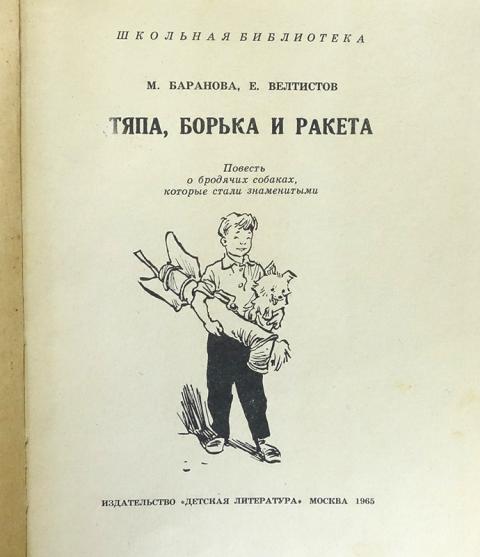 ШКОЛЬНАЯ БИБЛИОТЕКА
М. БАРАНОВА, Е. ВЕЛТИСТОВ
ТЯПА, БОРЬКА И РАКЕТА
Повесть
о бродячих собаках,
которые стали знаменитыми
ИЗДАТЕЛЬСТВО «ДЕТСКАЯ ЛИТЕРАТУРА» МОСКВА 1965